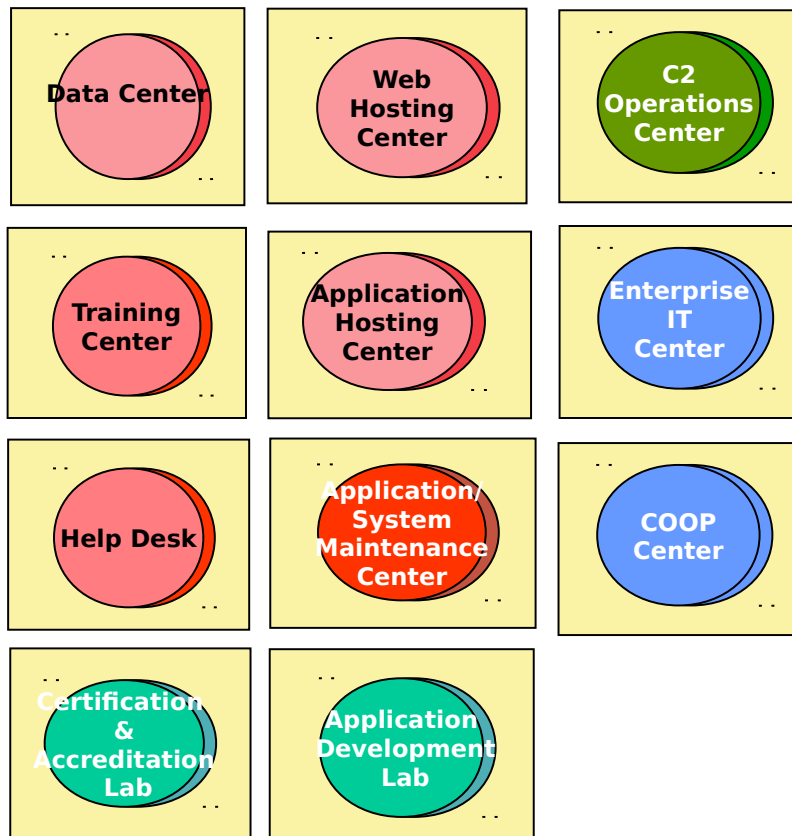 Data Center
Web
Hosting
Center
C2
Operations
Center
Training
Center
Application
Hosting
Center
Enterprise
IT
Center
Help Desk
Application/
System
Maintenance
Center
COOP
Center
Certification
&
Accreditation
Lab
Application
Development
Lab